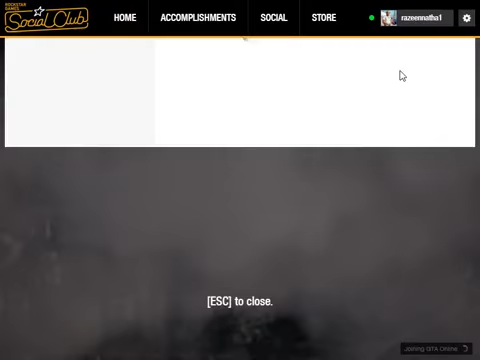 ROCKSTAR
GAMES
Social Club
HOME
ACCOMPLISHMENTS
SOCIAL
STORE
razeennatha1
[ESC] to close.
Joining GTA Online